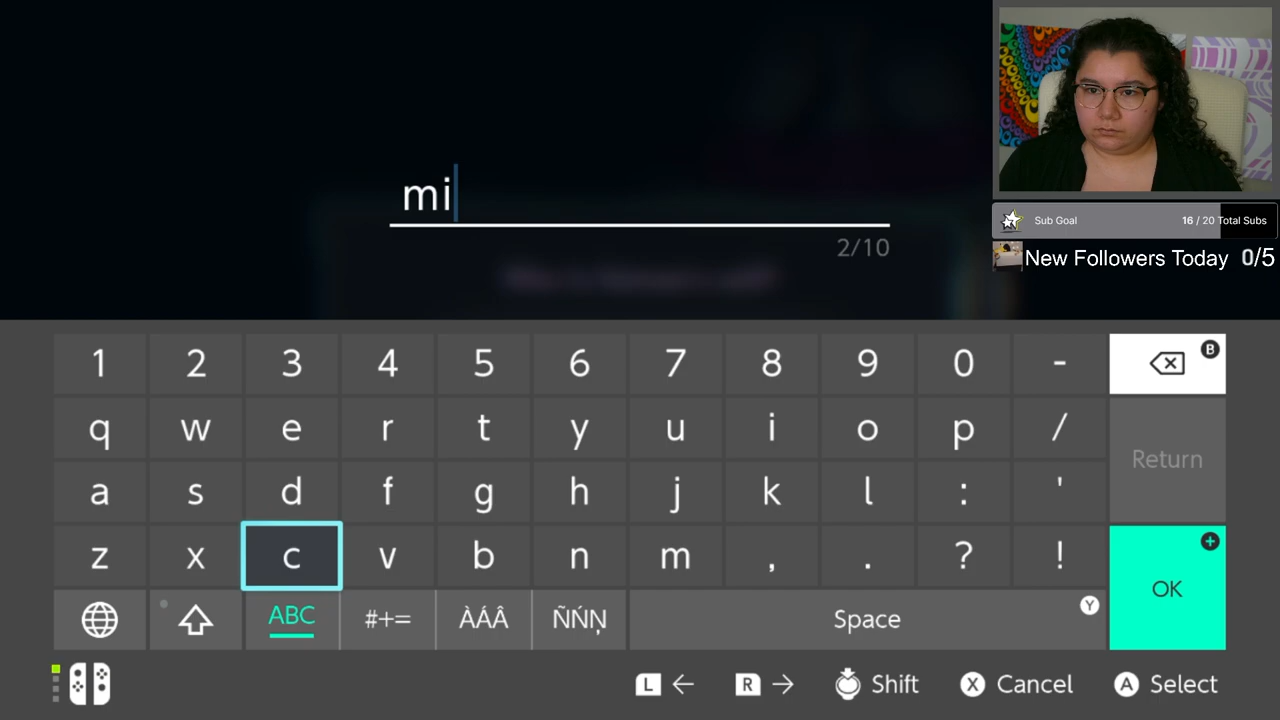 mi
2/10
Sub Goal 16 / 20 Total Subs
New Followers Today 0/5
1 2 3 4 5 6 7 8 9 0 - B
q w e r t y u i o p /
Return
a s d f g h j k l : '
z x c v b n m , . ? ! +
OK
ABC #+= ÀÁÂ ÑŃŅ Space Y
L ← R → Shift X Cancel A Select